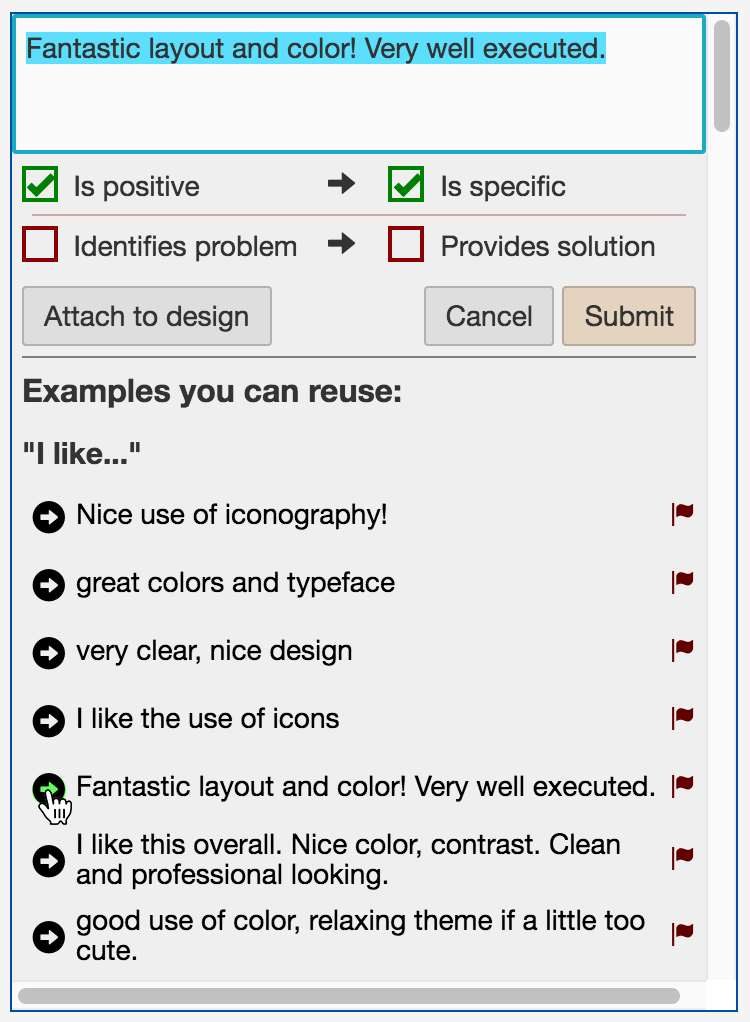 Fantastic layout and color! Very well executed.
Is positive
Is specific
Identifies problem
Provides solution
Attach to design
Cancel
Submit
Examples you can reuse:
"I like..."
Nice use of iconography!
great colors and typeface
very clear, nice design
I like the use of icons
Fantastic layout and color! Very well executed.
I like this overall. Nice color, contrast. Clean
and professional looking.
good use of color, relaxing theme if a little too
cute.